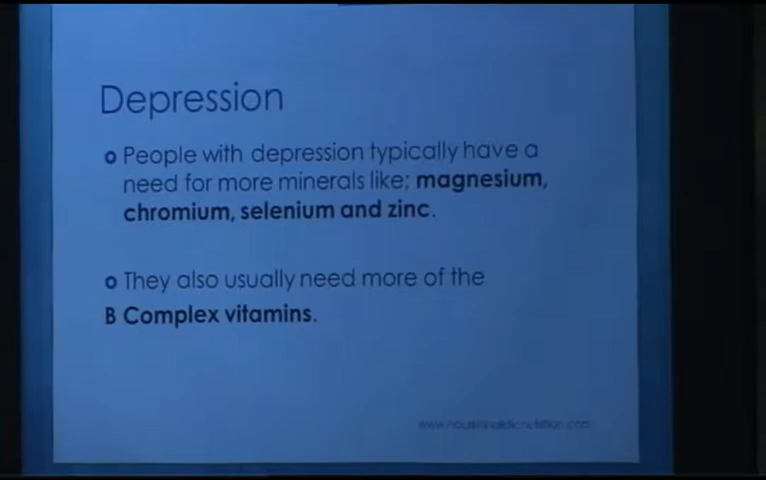 Depression
o People with depression typically have a
need for more minerals like; magnesium,
chromium, selenium and zinc.
o They also usually need more of the
B Complex vitamins.